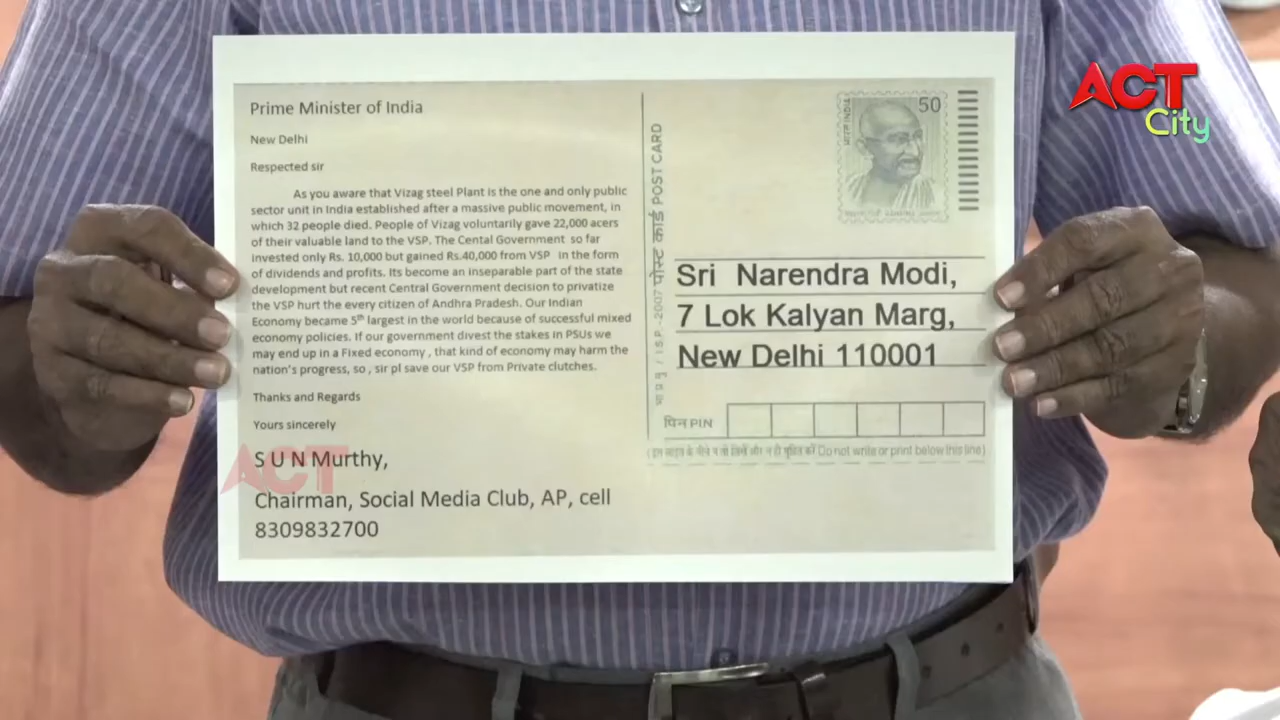 Prime Minister of India
New Delhi
Respected sir
As you aware that Vizag steel Plant is the one and only public
sector unit in India established after a massive public movement, in
which 32 people died. People of Vizag voluntarily gave 22,000 acers
of their valuable land to the VSP. The Cental Government so far
invested only Rs. 10,000 but gained Rs.40,000 from VSP in the form
of dividends and profits. Its become an inseparable part of the state
development but recent Central Government decision to privatize
the VSP hurt the every citizen of Andhra Pradesh. Our Indian
Economy became 5th largest in the world because of successful mixed
economy policies. If our government divest the stakes in PSUs we
may end up in a Fixed economy , that kind of economy may harm the
nation's progress, so , sir pl save our VSP from Private clutches.
Thanks and Regards
Yours sincerely
S U N Murthy,
Chairman, Social Media Club, AP, cell
8309832700
पोस्ट कार्ड POST CARD
I.S.P.-2007
50
भारत INDIA
Sri Narendra Modi,
7 Lok Kalyan Marg,
New Delhi 110001
पिन PIN
Do not write or print below this line)
ACT
City
ACT